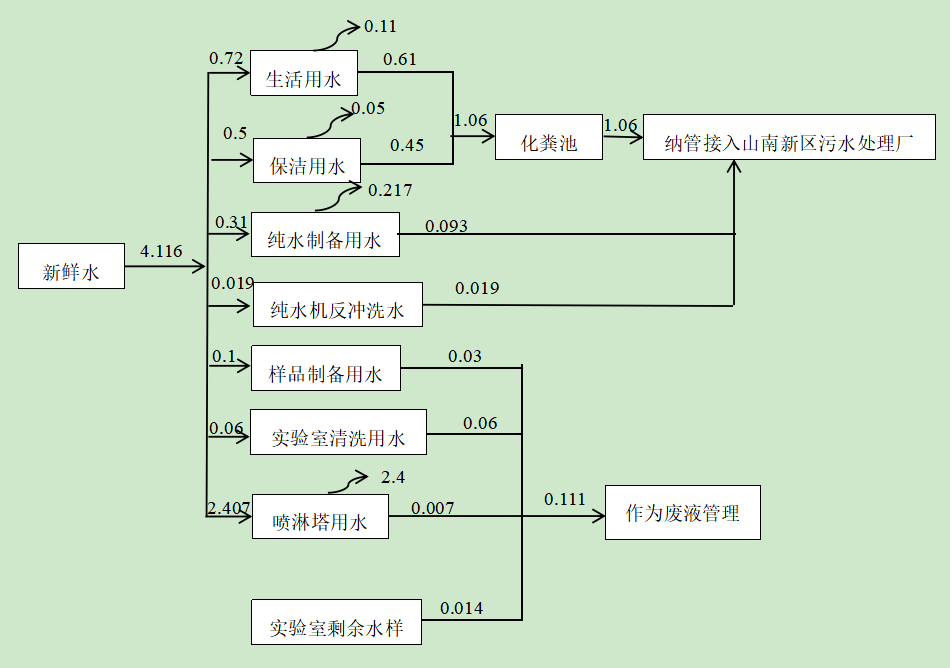 0.11
0.72
生活用水
0.61
0.05
0.5
保洁用水
0.45
1.06
化粪池
1.06
纳管接入山南新区污水处理厂
0.217
0.31
纯水制备用水
0.093
新鲜水
4.116
0.019
纯水机反冲洗水
0.019
0.1
样品制备用水
0.03
0.06
实验室清洗用水
0.06
2.4
2.407
喷淋塔用水
0.007
0.111
作为废液管理
实验室剩余水样
0.014